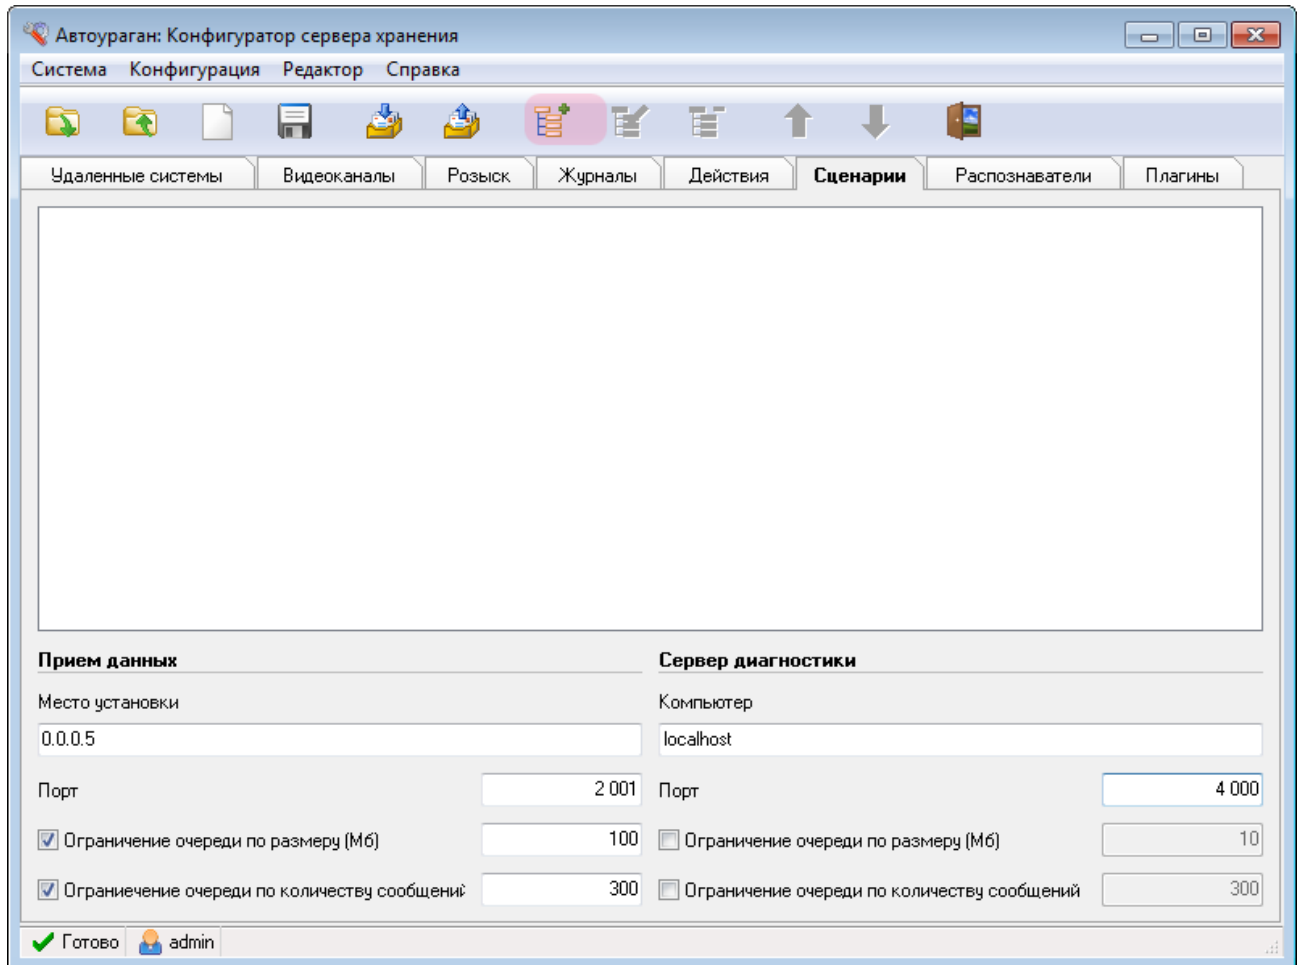 Автоураган: Конфигуратор сервера хранения
Система Конфигурация Редактор Справка
Удаленные системы Видеоканалы Розыск Журналы Действия Сценарии Распознаватели Плагины
Прием данных Сервер диагностики
Место установки Компьютер
0.0.0.5 localhost
Порт 2 001 Порт 4 000
Ограничение очереди по размеру (Мб) 100 Ограничение очереди по размеру (Мб) 10
Ограниечение очереди по количеству сообщений 300 Ограничение очереди по количеству сообщений 300
Готово admin